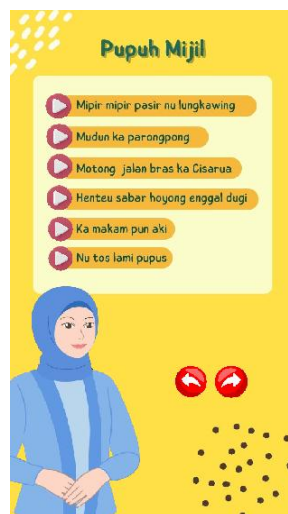 Pupuh Mijil
Mipir mipir pasir nu lungkawing
Mudun ka parongpong
Motong jalan bras ka Cisarua
Henteu sabar hoyong enggal dugi
Ka makam pun aki
Nu tos lami pupus